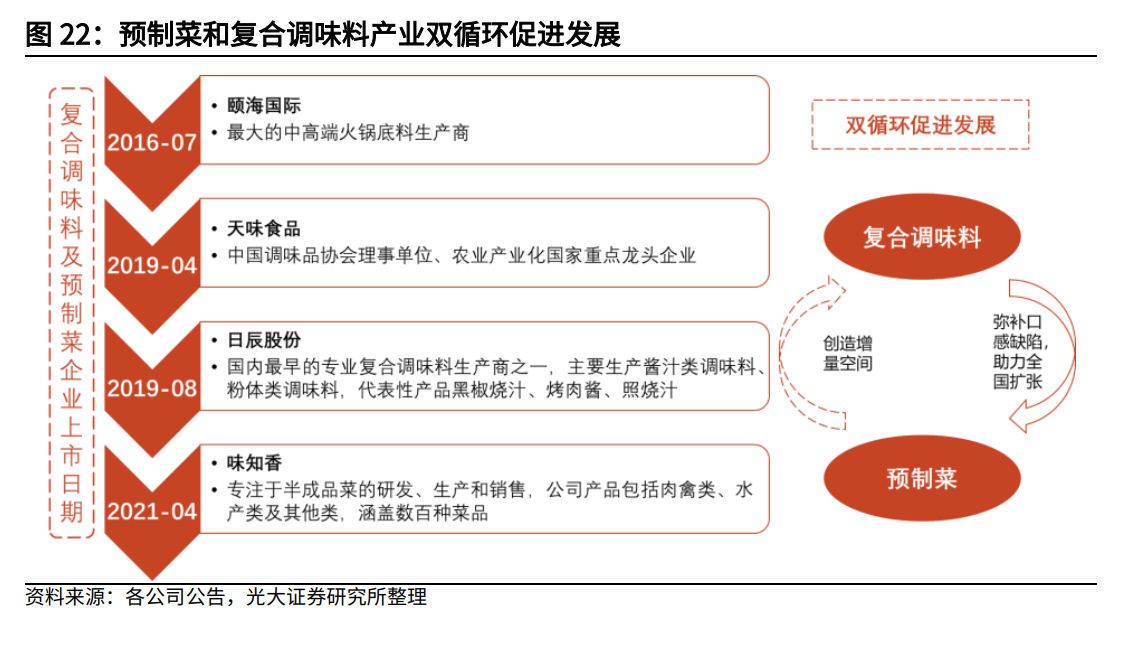 图 22：预制菜和复合调味料产业双循环促进发展
复合调味料及预制菜企业上市日期
2016-07
• 颐海国际
• 最大的中高端火锅底料生产商
2019-04
• 天味食品
• 中国调味品协会理事单位、农业产业化国家重点龙头企业
2019-08
• 日辰股份
• 国内最早的专业复合调味料生产商之一，主要生产酱汁类调味料、
粉体类调味料，代表性产品黑椒烧汁、烤肉酱、照烧汁
2021-04
• 味知香
• 专注于半成品菜的研发、生产和销售，公司产品包括肉禽类、水
产类及其他类，涵盖数百种菜品
双循环促进发展
复合调味料
创造增
量空间
弥补口
感缺陷，
助力全
国扩张
预制菜
资料来源：各公司公告，光大证券研究所整理